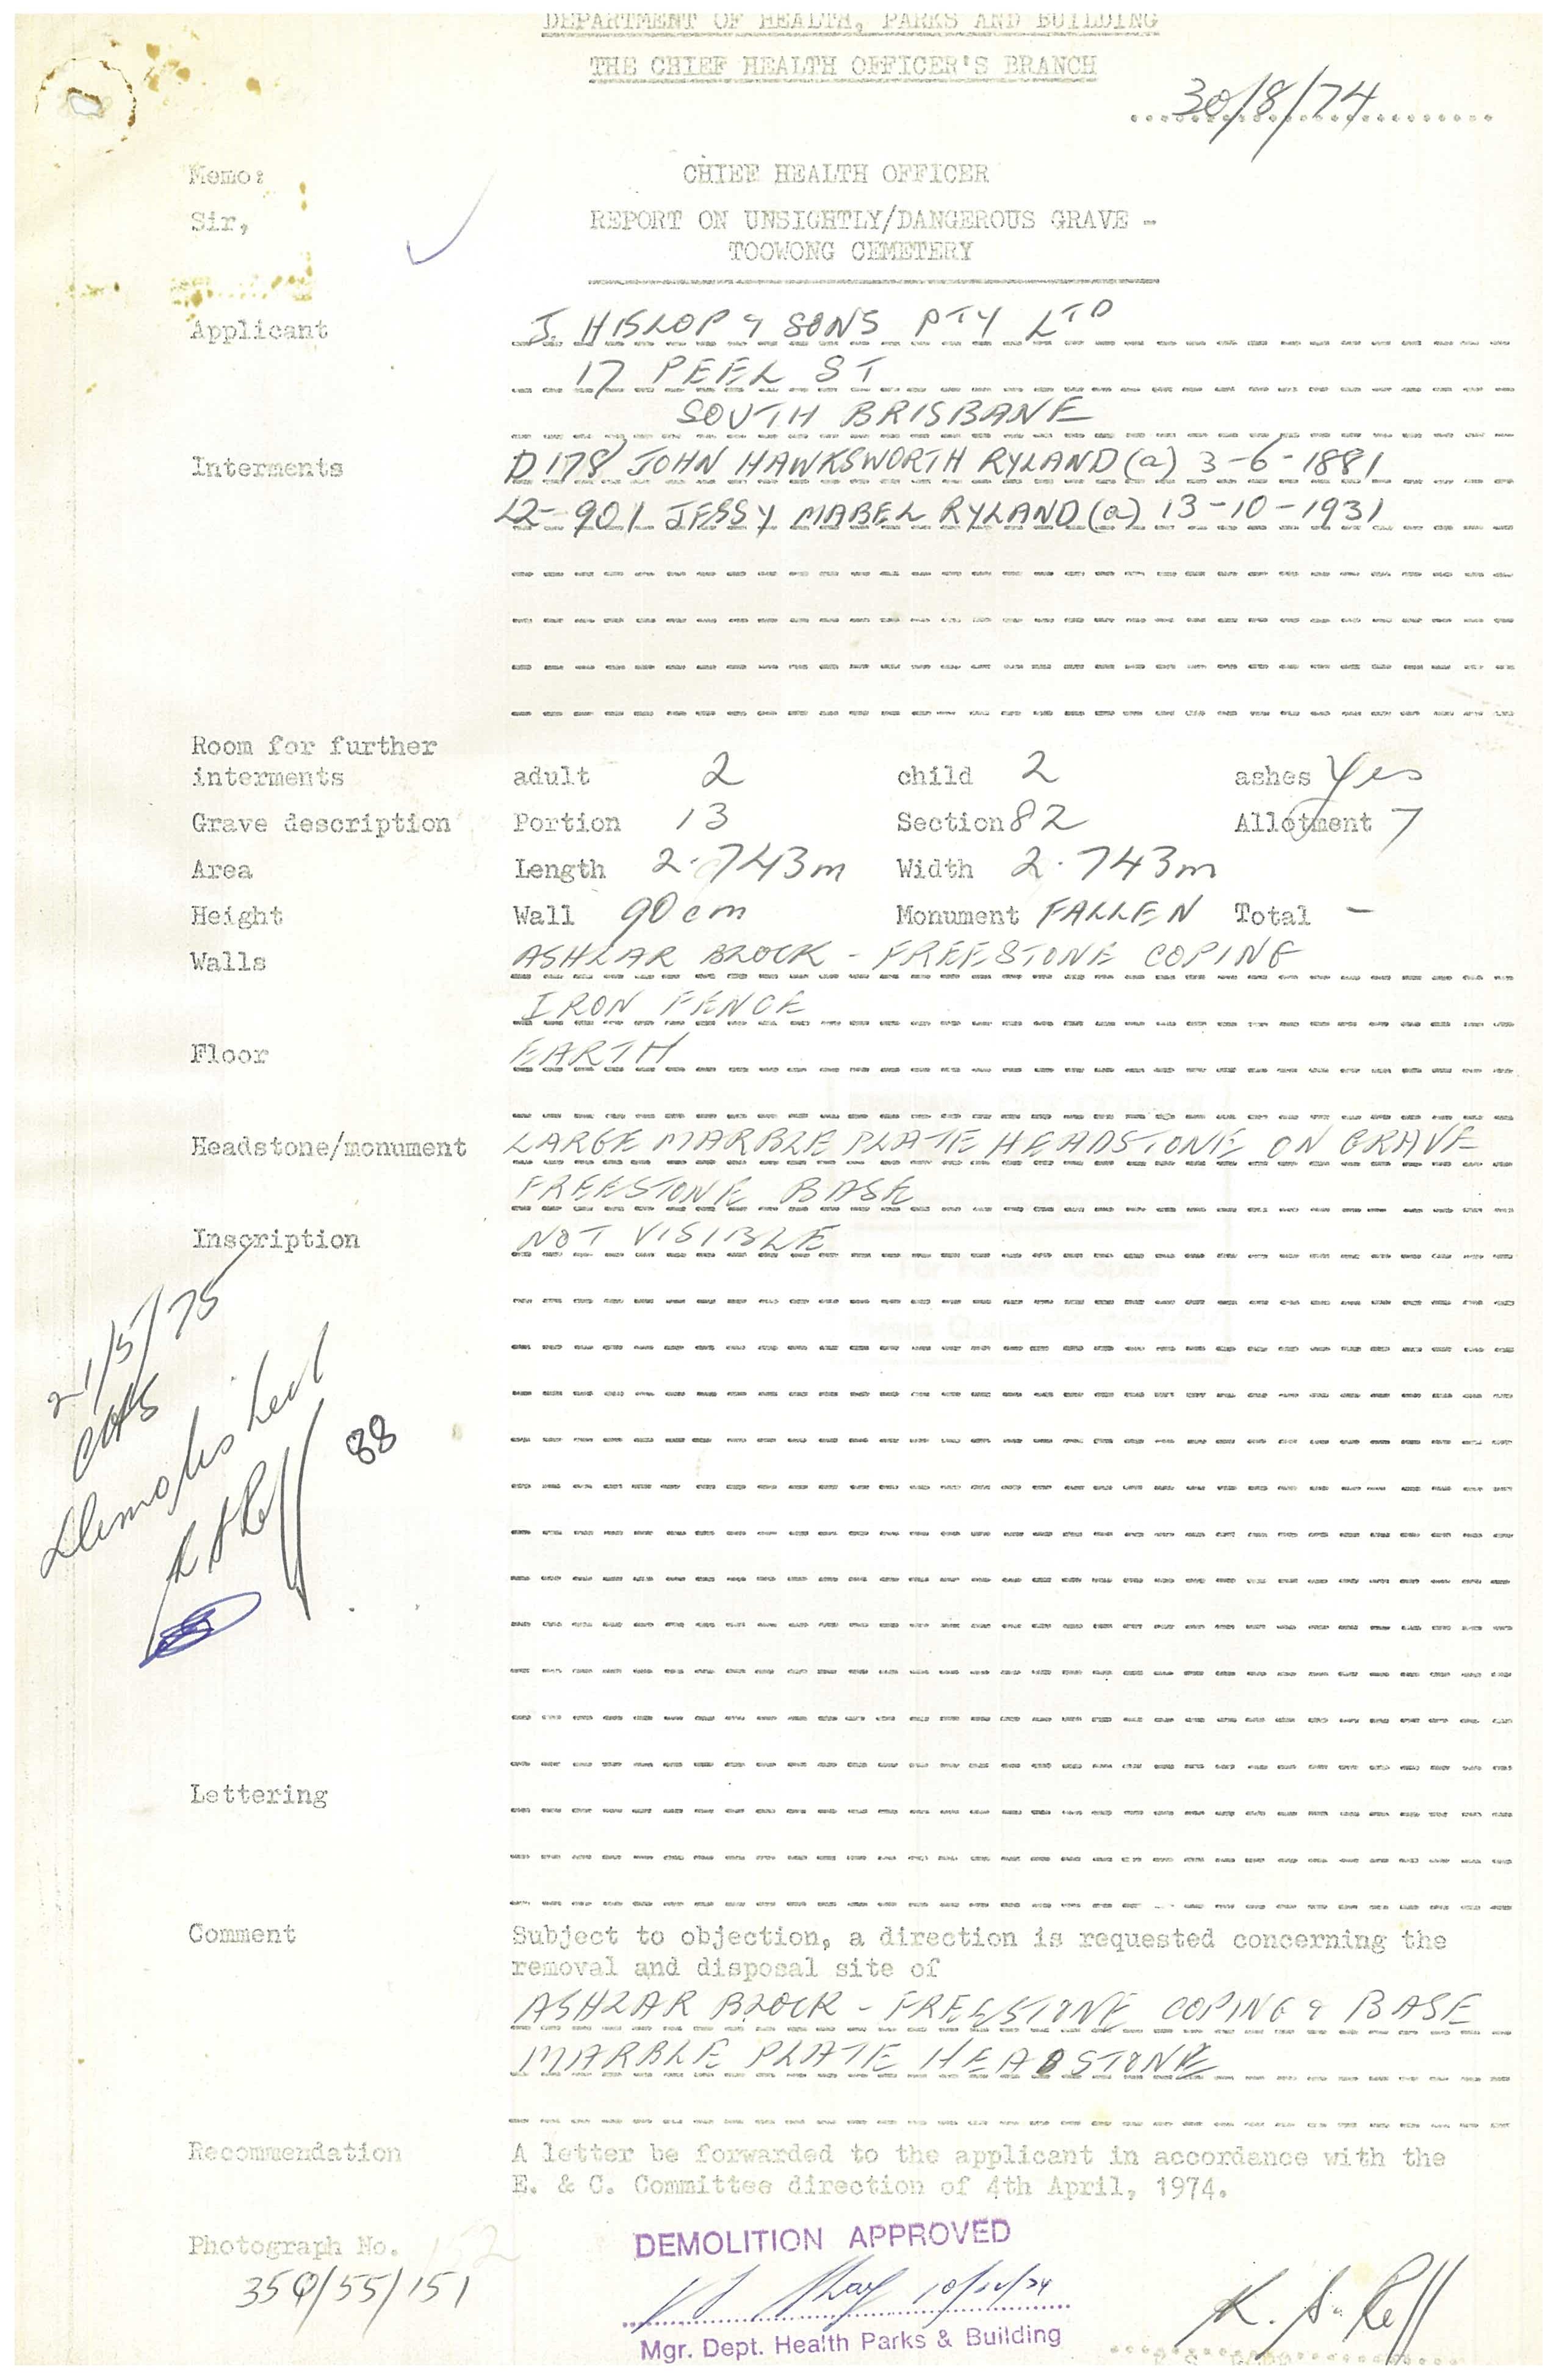 DEPARTMENT OF HEALTH, PARKS AND BUILDING
THE CHIEF HEALTH OFFICER'S BRANCH
30/8/74
Memo: CHIEF HEALTH OFFICER
Sir, REPORT ON UNSIGHTLY/DANGEROUS GRAVE -
TOOWONG CEMETERY
Applicant J. HISLOP & SONS PTY LTD
17 PEEL ST
SOUTH BRISBANE
Interments D178 JOHN HAWKSWORTH RYLAND (a) 3-6-1881
L2-901 JESSY MABEL RYLAND (a) 13-10-1931
Room for further
interments adult 2 child 2 ashes Yes
Grave description Portion 13 Section 82 Allotment 7
Area Length 2.743m Width 2.743m
Height Wall 90cm Monument FALLEN Total -
Walls ASHLAR BLOCK - FREESTONE COPING
IRON FENCE
Floor EARTH
Headstone/monument LARGE MARBLE PLATE HEADSTONE ON GRAVE
FREESTONE BASE
Inscription NOT VISIBLE
21/5/75
Demolished
88
Lettering
Comment Subject to objection, a direction is requested concerning the
removal and disposal site of
ASHLAR BLOCK - FREESTONE COPING & BASE
MARBLE PLATE HEADSTONE
Recommendation A letter be forwarded to the applicant in accordance with the
E. & C. Committee direction of 4th April, 1974.
Photograph No. 152
DEMOLITION APPROVED
350/55/151
10/12/74
Mgr. Dept. Health Parks & Building